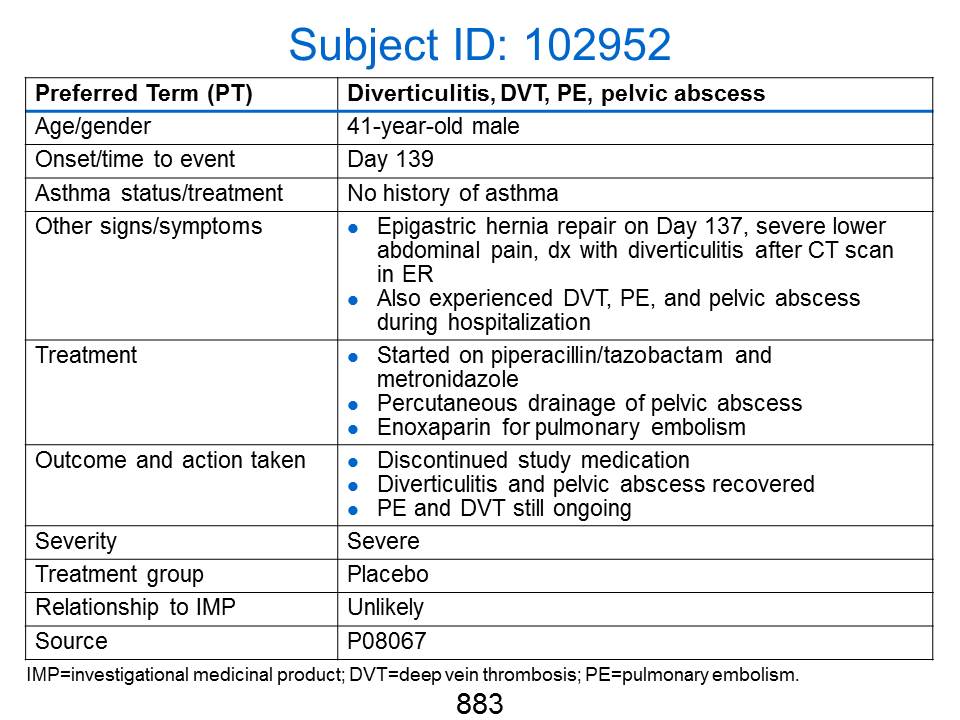 Subject ID: 102952
Preferred Term (PT) Diverticulitis, DVT, PE, pelvic abscess
Age/gender 41-year-old male
Onset/time to event Day 139
Asthma status/treatment No history of asthma
Other signs/symptoms ● Epigastric hernia repair on Day 137, severe lower
abdominal pain, dx with diverticulitis after CT scan
in ER
● Also experienced DVT, PE, and pelvic abscess
during hospitalization
Treatment ● Started on piperacillin/tazobactam and
metronidazole
● Percutaneous drainage of pelvic abscess
● Enoxaparin for pulmonary embolism
Outcome and action taken ● Discontinued study medication
● Diverticulitis and pelvic abscess recovered
● PE and DVT still ongoing
Severity Severe
Treatment group Placebo
Relationship to IMP Unlikely
Source P08067
IMP=investigational medicinal product; DVT=deep vein thrombosis; PE=pulmonary embolism.
883